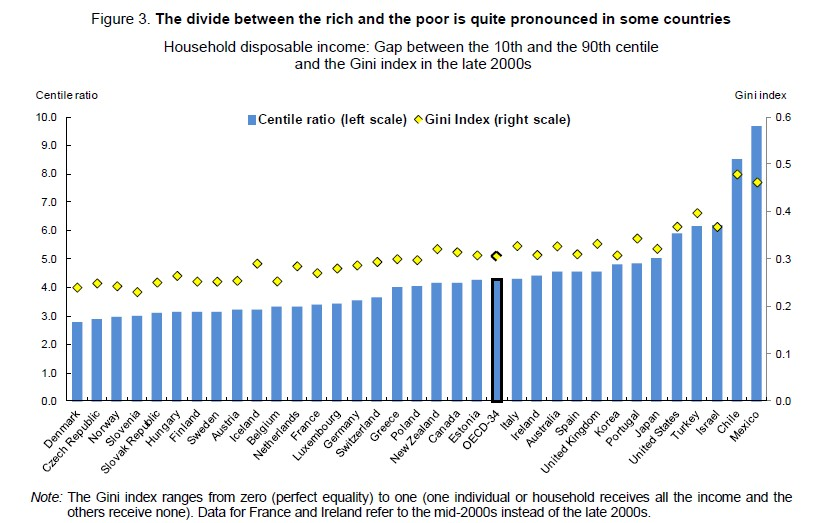 Figure 3. The divide between the rich and the poor is quite pronounced in some countries
Household disposable income: Gap between the 10th and the 90th centile
and the Gini index in the late 2000s
Centile ratio
Gini index
Centile ratio (left scale)
Gini Index (right scale)
10.0
9.0
8.0
7.0
6.0
5.0
4.0
3.0
2.0
1.0
0.0
0.6
0.5
0.4
0.3
0.2
0.1
0.0
Denmark
Czech Republic
Norway
Slovenia
Slovak Republic
Hungary
Finland
Sweden
Austria
Iceland
Belgium
Netherlands
France
Luxembourg
Germany
Switzerland
Greece
Poland
New Zealand
Canada
Estonia
OECD-34
Italy
Ireland
Australia
Spain
United Kingdom
Korea
Portugal
Japan
United States
Turkey
Israel
Chile
Mexico
Note: The Gini index ranges from zero (perfect equality) to one (one individual or household receives all the income and the
others receive none). Data for France and Ireland refer to the mid-2000s instead of the late 2000s.